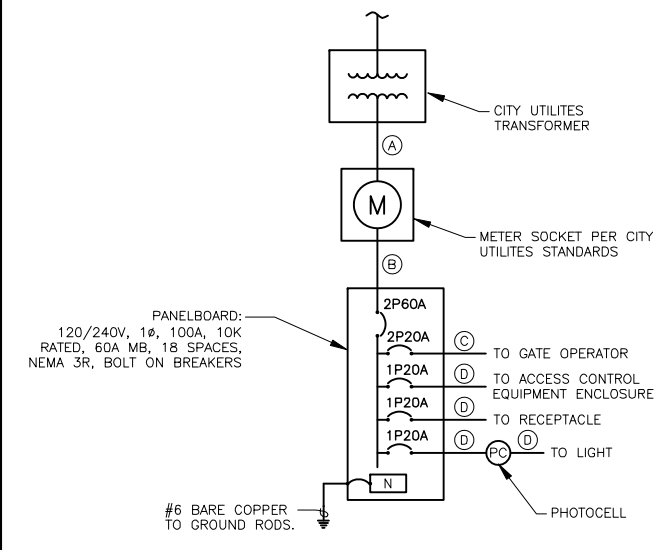 CITY UTILITES
TRANSFORMER
A
M
METER SOCKET PER CITY
UTILITES STANDARDS
B
PANELBOARD:
120/240V, 1ø, 100A, 10K
RATED, 60A MB, 18 SPACES,
NEMA 3R, BOLT ON BREAKERS
2P60A
2P20A
C
TO GATE OPERATOR
1P20A
D
TO ACCESS CONTROL
EQUIPMENT ENCLOSURE
1P20A
D
TO RECEPTACLE
1P20A
D
PC
D
TO LIGHT
N
#6 BARE COPPER
TO GROUND RODS.
PHOTOCELL